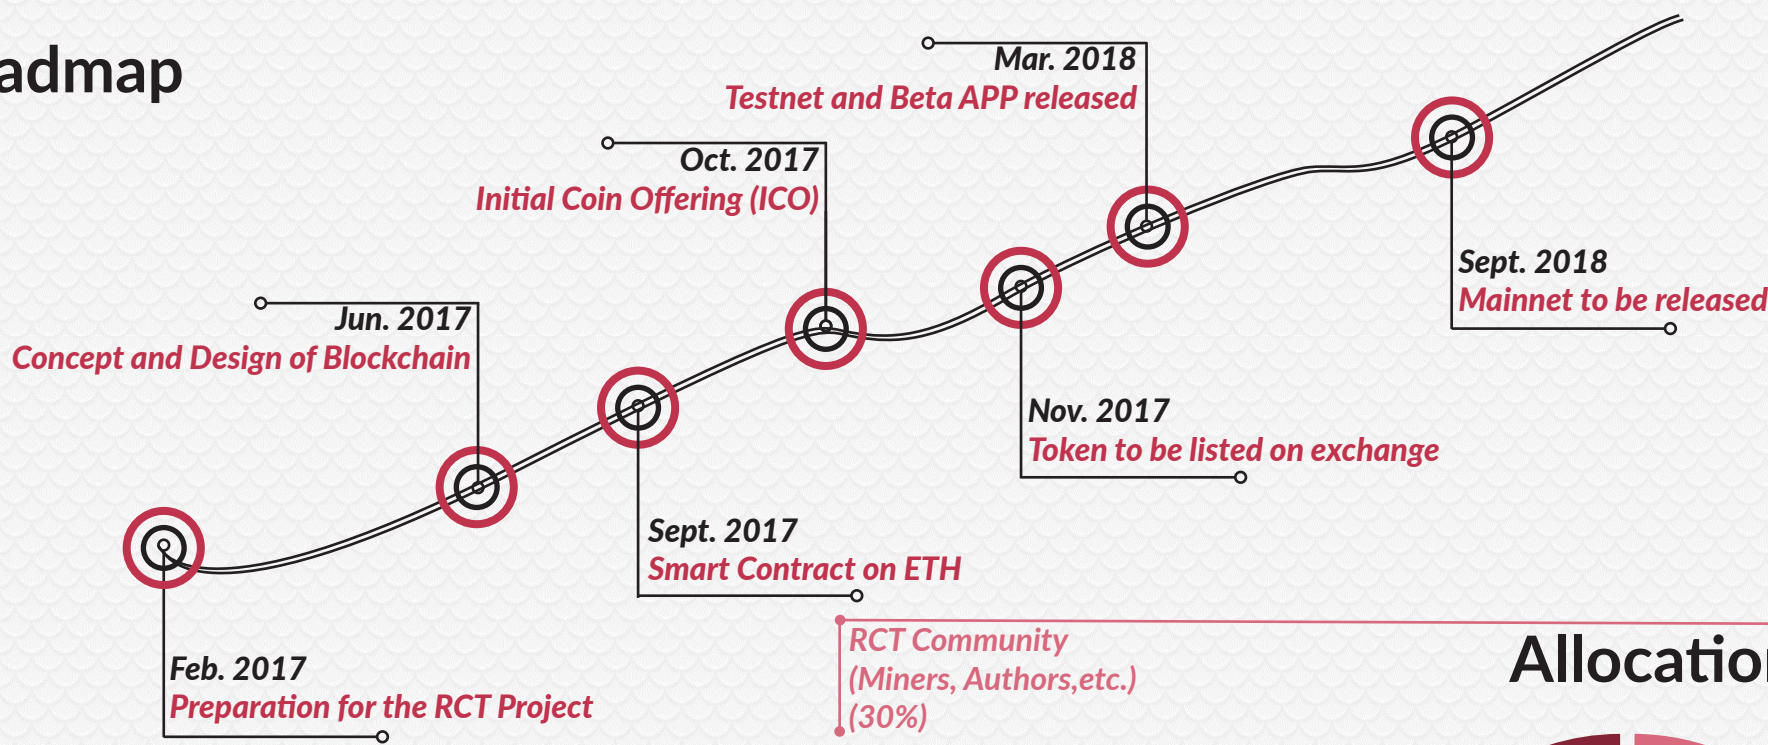 admap
Mar. 2018
Testnet and Beta APP released
Oct. 2017
Initial Coin Offering (ICO)
Sept. 2018
Mainnet to be released
Jun. 2017
Concept and Design of Blockchain
Nov. 2017
Token to be listed on exchange
Sept. 2017
Smart Contract on ETH
Feb. 2017
Preparation for the RCT Project
RCT Community
(Miners, Authors,etc.)
(30%)
Allocation